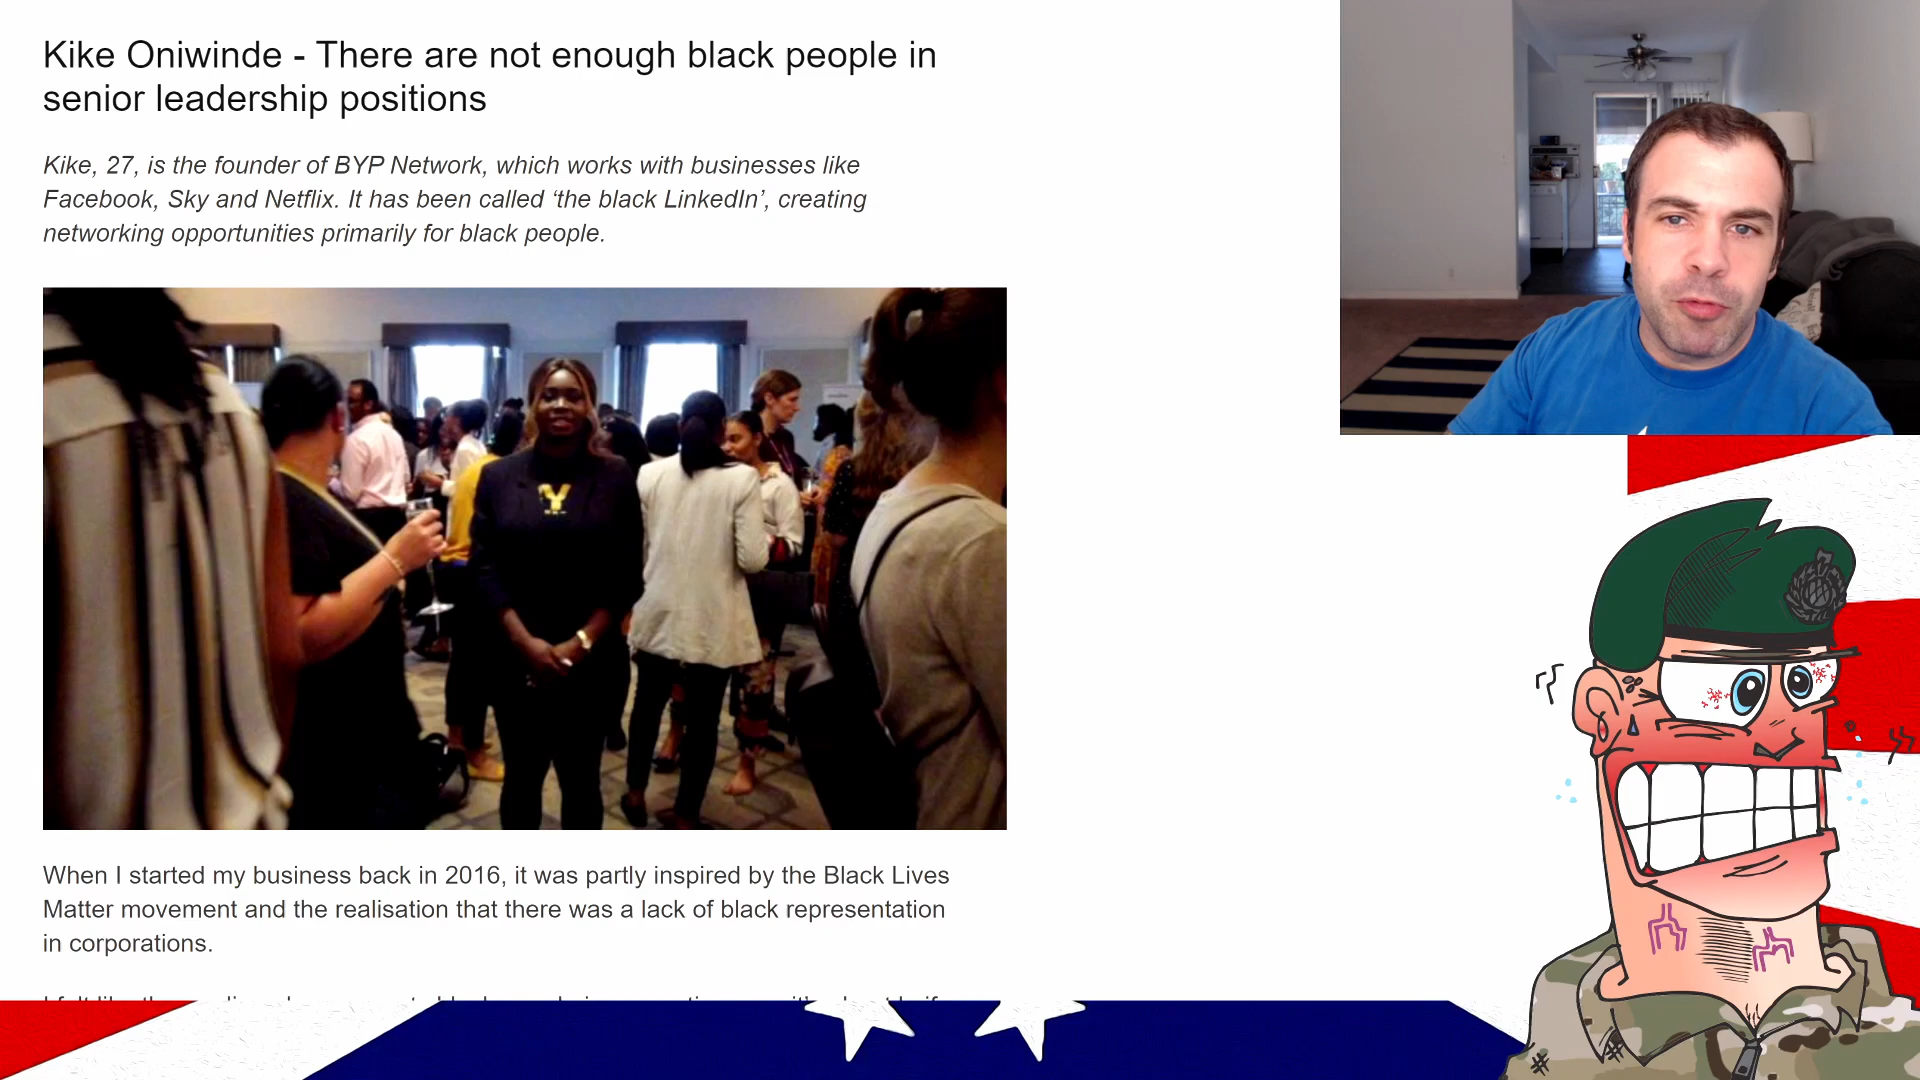 Kike Oniwinde - There are not enough black people in
senior leadership positions
Kike, 27, is the founder of BYP Network, which works with businesses like
Facebook, Sky and Netflix. It has been called ‘the black LinkedIn’, creating
networking opportunities primarily for black people.
When I started my business back in 2016, it was partly inspired by the Black Lives
Matter movement and the realisation that there was a lack of black representation
in corporations.